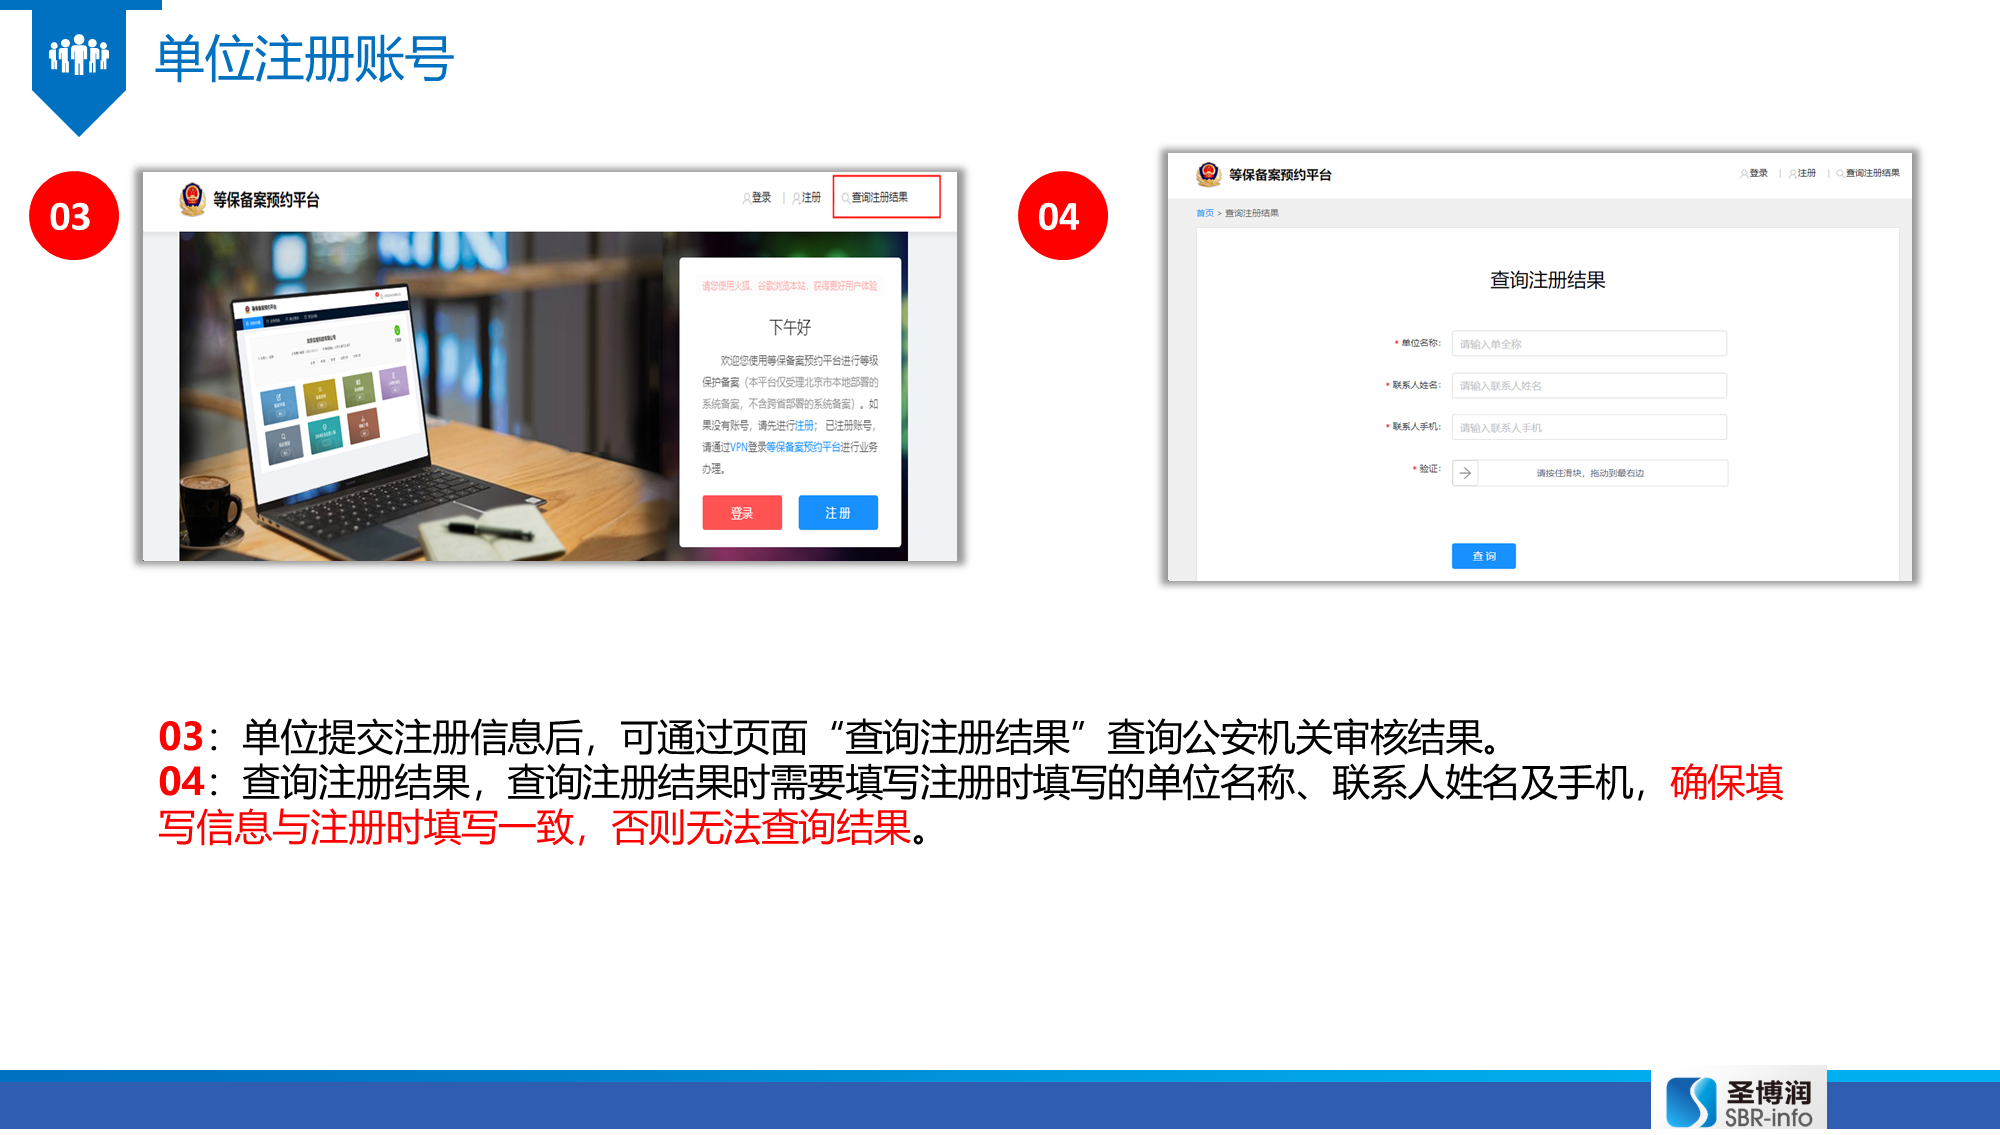 单位注册账号
03
等保备案预约平台
登录 | 注册 查询注册结果
请您使用火狐、谷歌浏览本站，获得更好用户体验
下午好
欢迎您使用等保备案预约平台进行等级
保护备案（本平台仅受理北京市本地部署的
系统备案，不含跨省部署的系统备案）。如
果没有账号，请先进行注册； 已注册账号，
请通过VPN登录等保备案预约平台进行业务
办理。
登录 注册
04
等保备案预约平台
登录 | 注册 | 查询注册结果
首页 > 查询注册结果
查询注册结果
* 单位名称： 请输入单全称
* 联系人姓名： 请输入联系人姓名
* 联系人手机： 请输入联系人手机
* 验证： 请按住滑块，拖动到最右边
查 询
03：单位提交注册信息后，可通过页面“查询注册结果”查询公安机关审核结果。
04：查询注册结果，查询注册结果时需要填写注册时填写的单位名称、联系人姓名及手机，确保填
写信息与注册时填写一致，否则无法查询结果。
圣博润
SBR-info